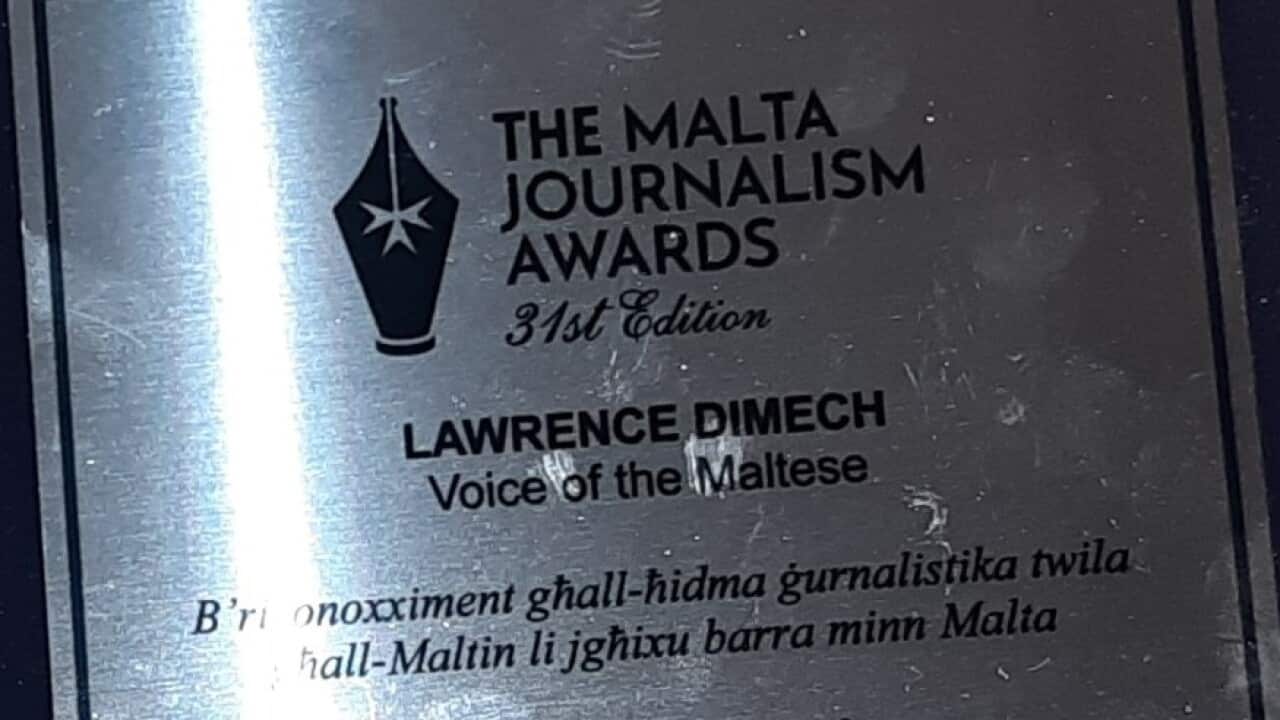 THE MALTA
JOURNALISM
AWARDS
31st Edition
LAWRENCE DIMECH
Voice of the Maltese
għall-ħidma ġurnalistika twila
li jgħixu barra minn Malta